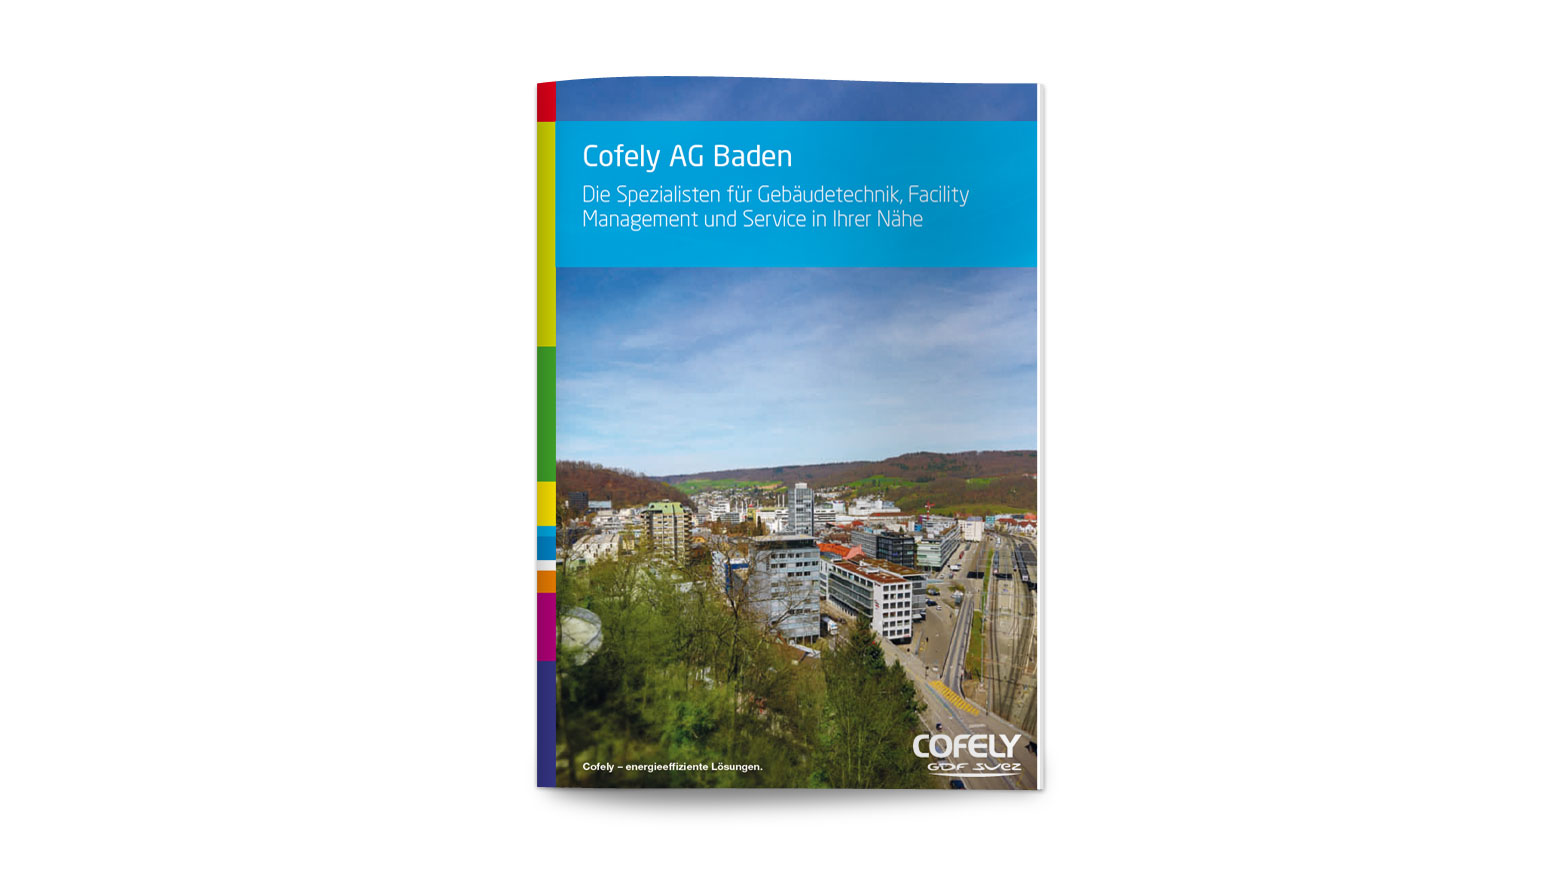 Cofely AG Baden
Die Spezialisten für Gebäudetechnik, Facility
Management und Service in Ihrer Nähe
Cofely – energieeffiziente Lösungen.
COFELY
GDF SUEZ